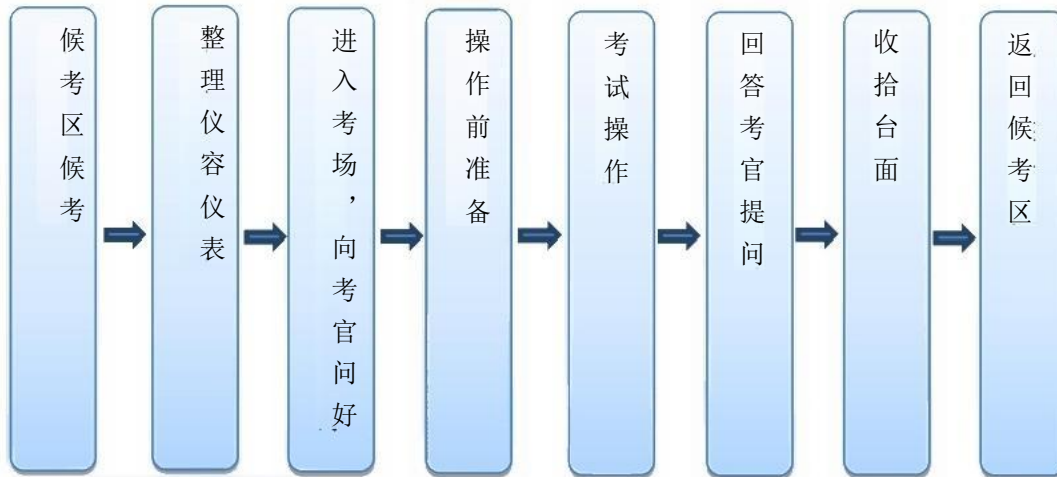 候考区候考
整理仪容仪表
进入考场，向考官问好
操作前准备
考试操作
回答考官提问
收拾台面
返回候考区